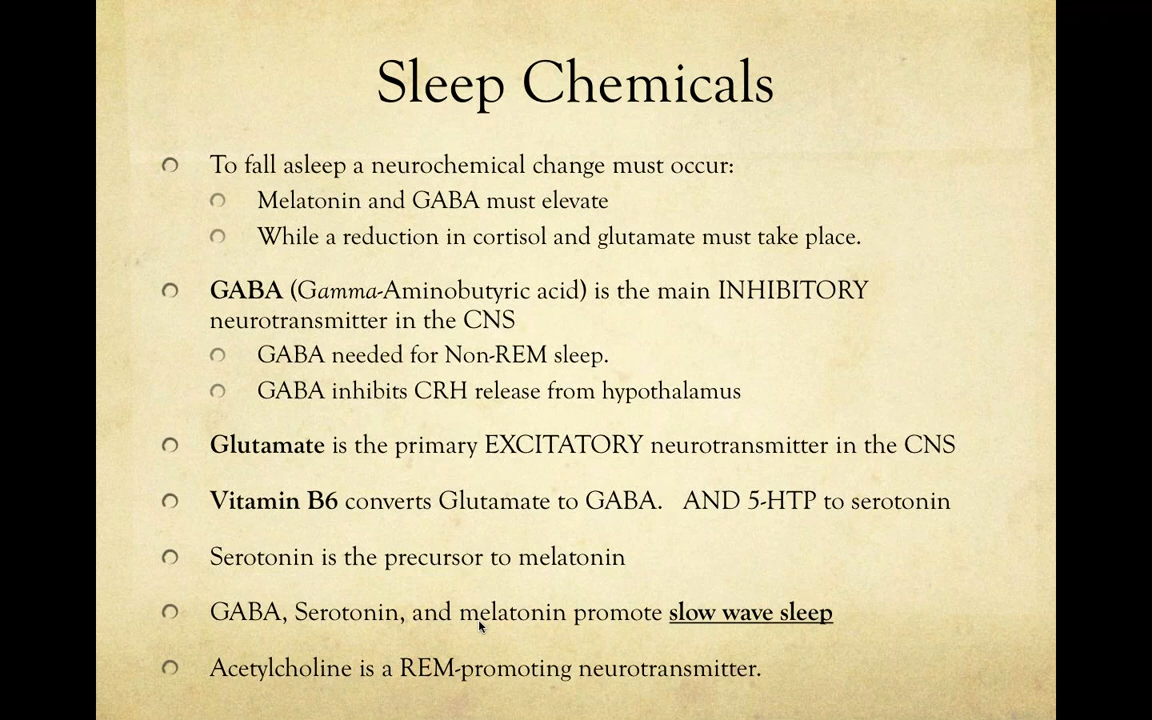 Sleep Chemicals
To fall asleep a neurochemical change must occur:
Melatonin and GABA must elevate
While a reduction in cortisol and glutamate must take place.
GABA (Gamma-Aminobutyric acid) is the main INHIBITORY
neurotransmitter in the CNS
GABA needed for Non-REM sleep.
GABA inhibits CRH release from hypothalamus
Glutamate is the primary EXCITATORY neurotransmitter in the CNS
Vitamin B6 converts Glutamate to GABA.   AND 5-HTP to serotonin
Serotonin is the precursor to melatonin
GABA, Serotonin, and melatonin promote slow wave sleep
Acetylcholine is a REM-promoting neurotransmitter.